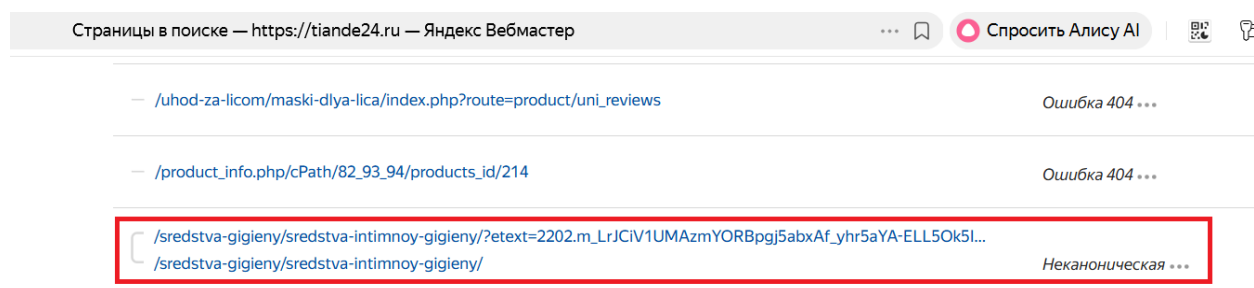 Страницы в поиске — https://tiande24.ru — Яндекс Вебмастер
Спросить Алису AI
/uhod-za-licom/maski-dlya-lica/index.php?route=product/uni_reviews
Ошибка 404
/product_info.php/cPath/82_93_94/products_id/214
Ошибка 404
/sredstva-gigieny/sredstva-intimnoy-gigieny/?etext=2202.m_LrJCiV1UMAzmYORBpgj5abxAf_yhr5aYA-ELL5Ok5I...
/sredstva-gigieny/sredstva-intimnoy-gigieny/
Неканоническая